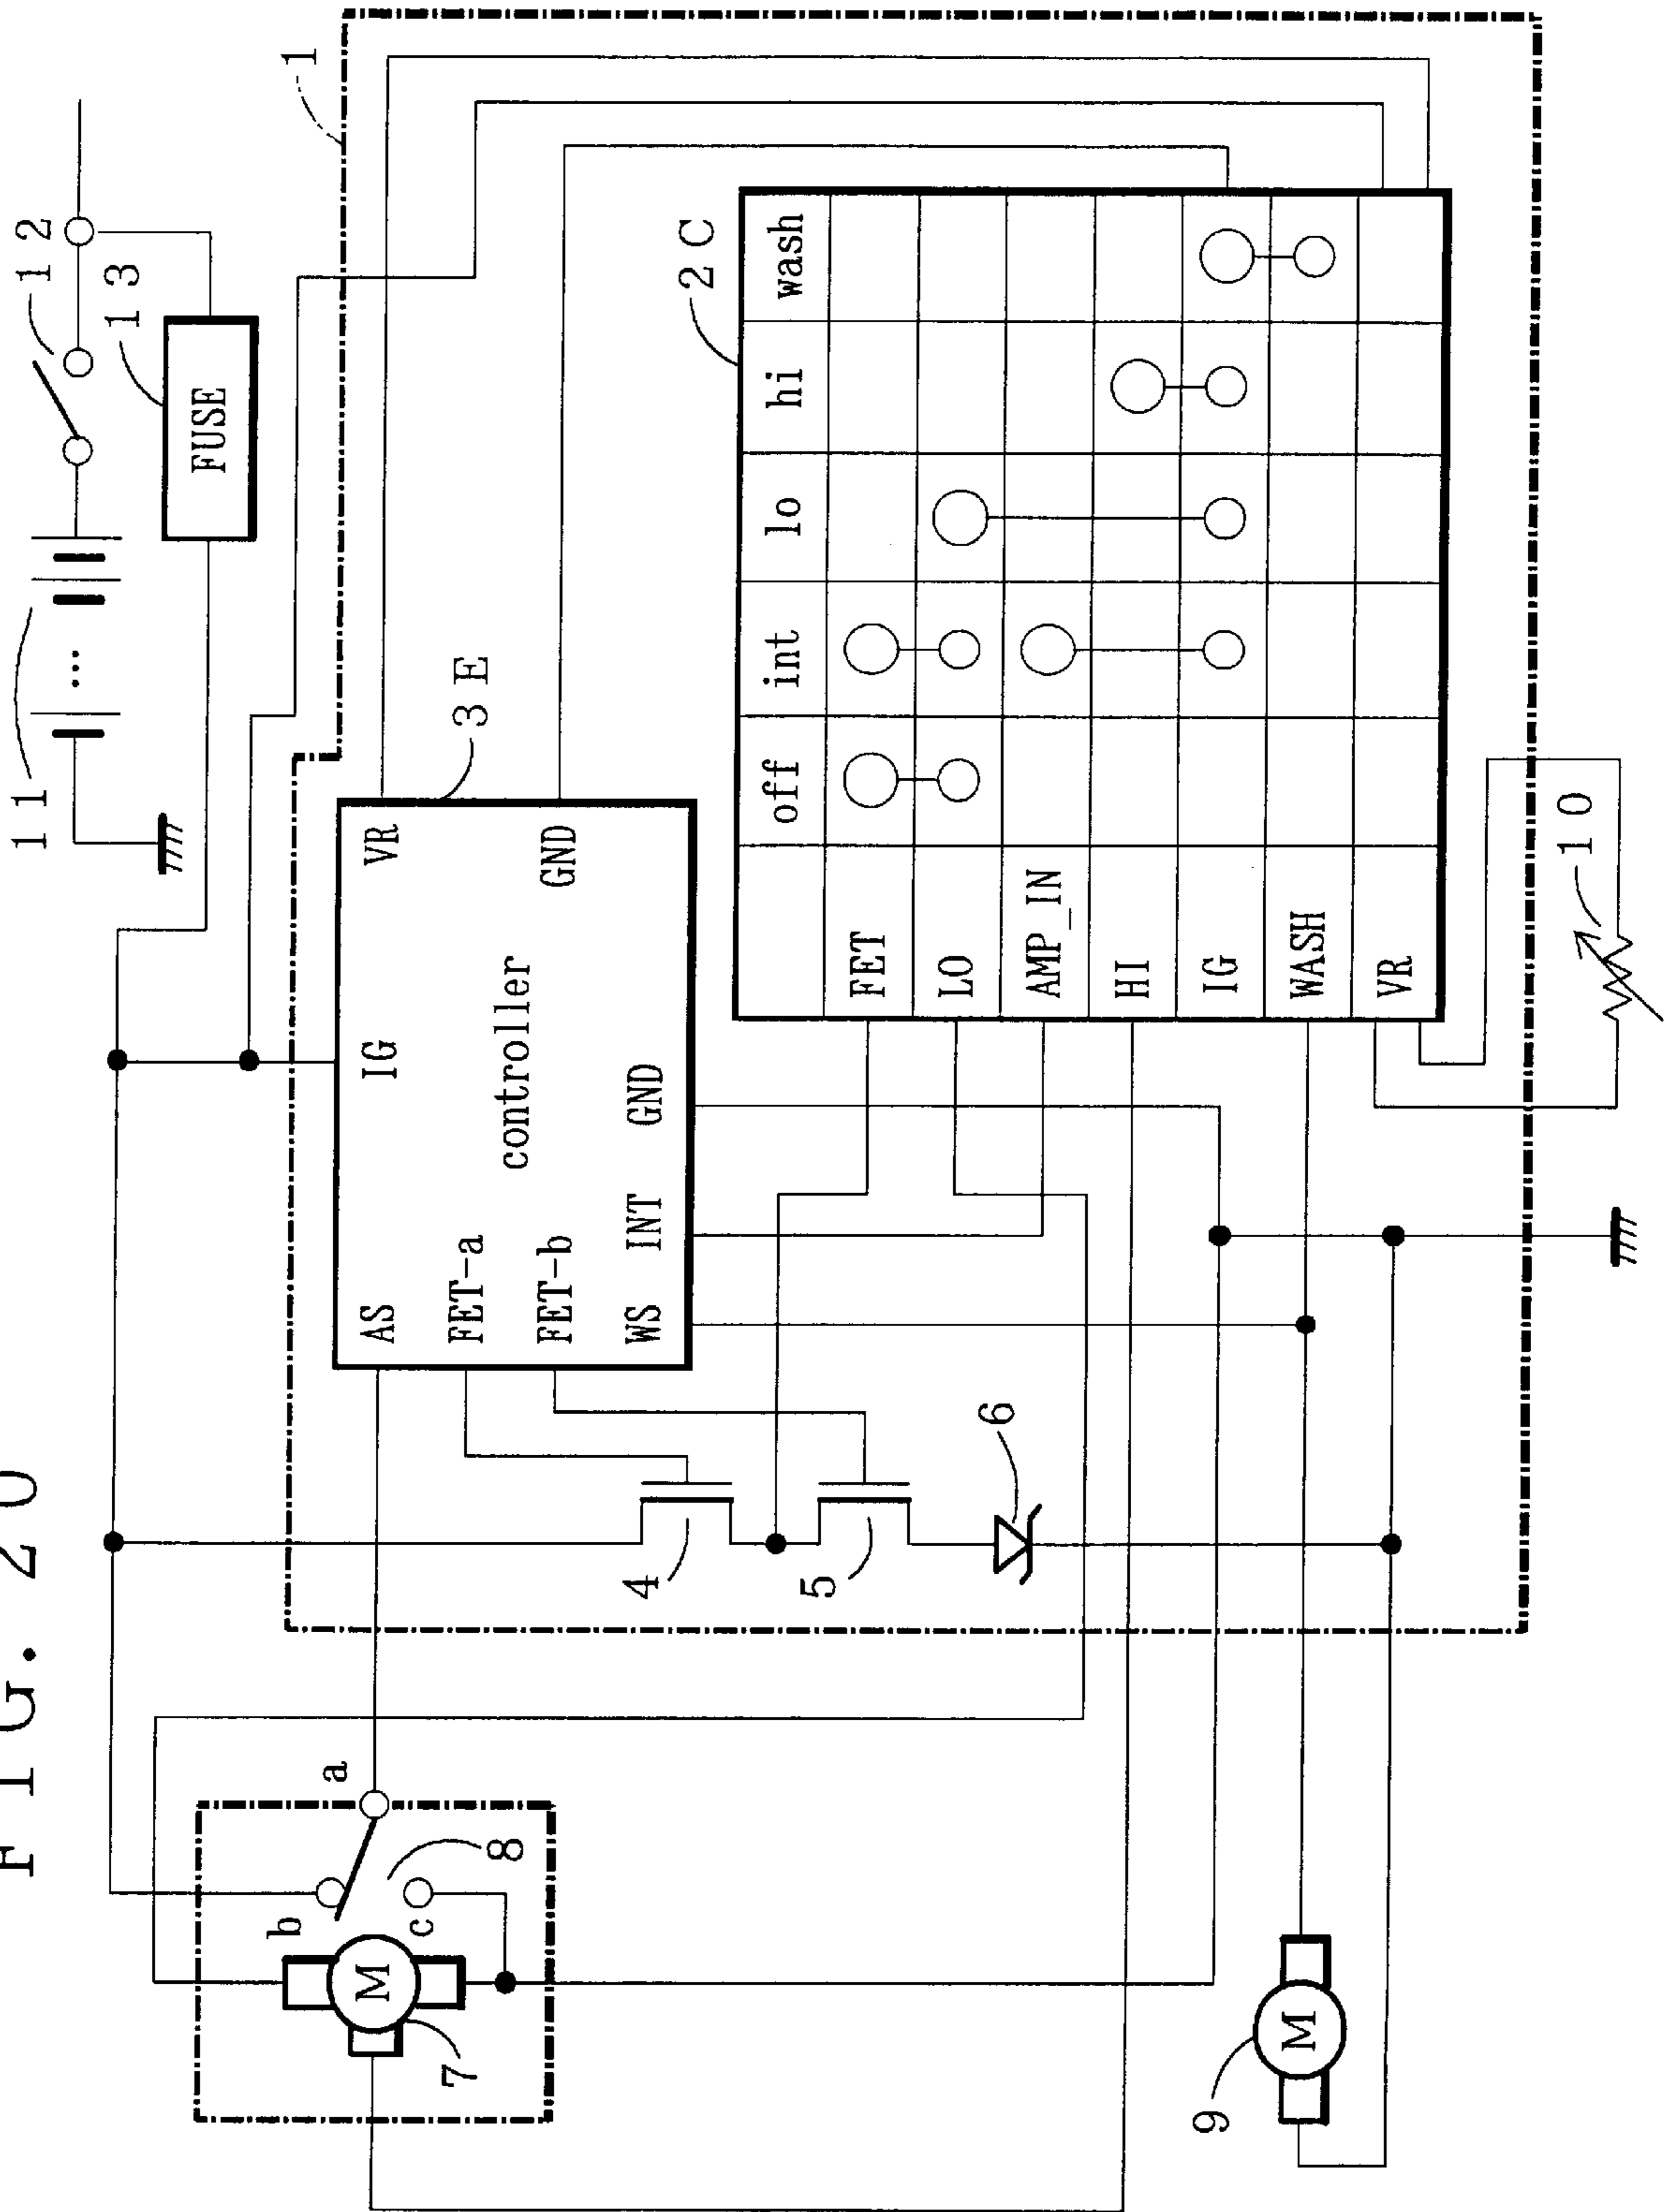 FIG. 20
11
12
13
FUSE
1
3E
AS
IG
VR
FET-a
controller
FET-b
GND
WS
INT
GND
2C
off
int
lo
hi
wash
FET
LO
AMP_IN
HI
IG
WASH
VR
4
5
6
a
b
c
8
M
7
M
9
10